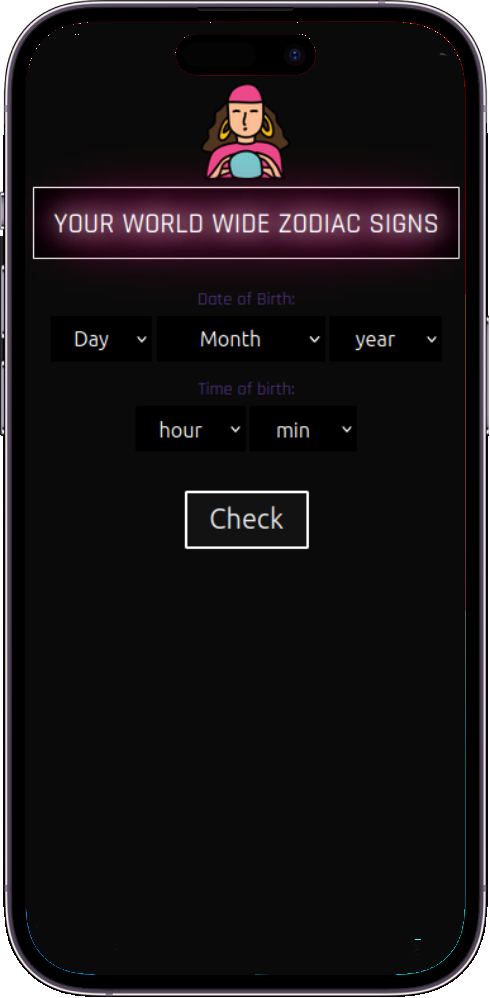 YOUR WORLD WIDE ZODIAC SIGNS
Date of Birth:
Day Month year
Time of birth:
hour min
Check